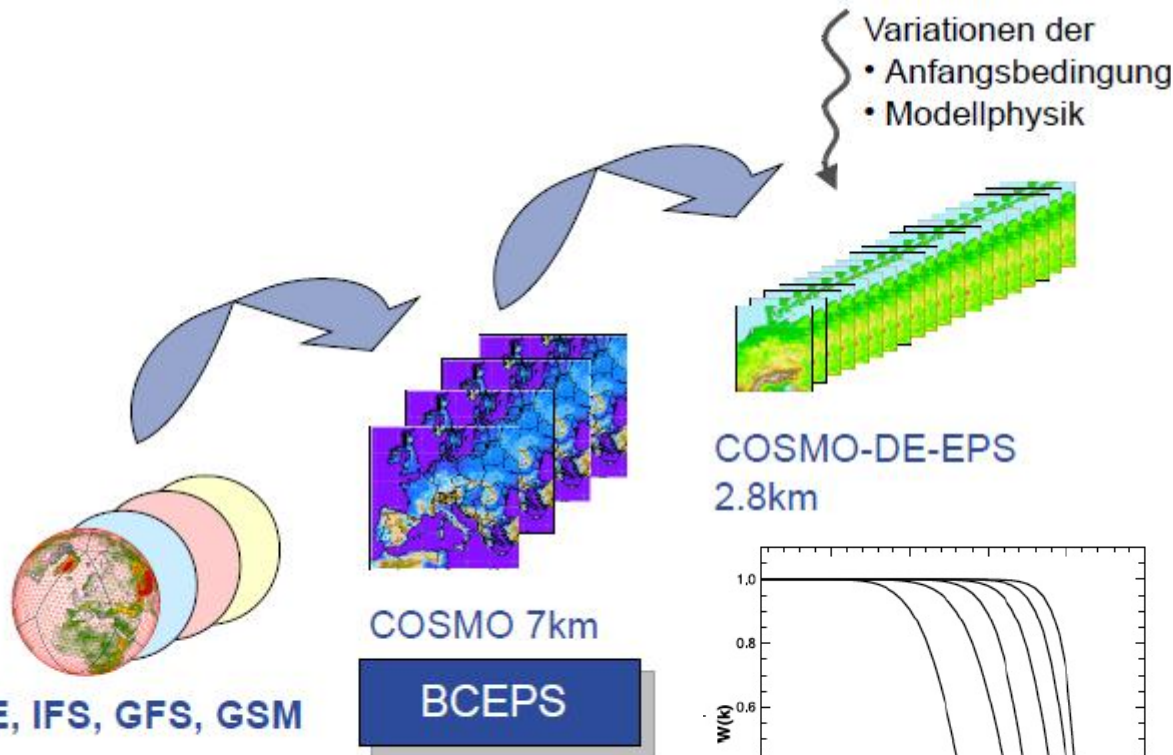 Variationen der
• Anfangsbedingung
• Modellphysik
COSMO-DE-EPS
2.8km
COSMO 7km
BCEPS
E, IFS, GFS, GSM
1.0
0.8
0.6
W(k)